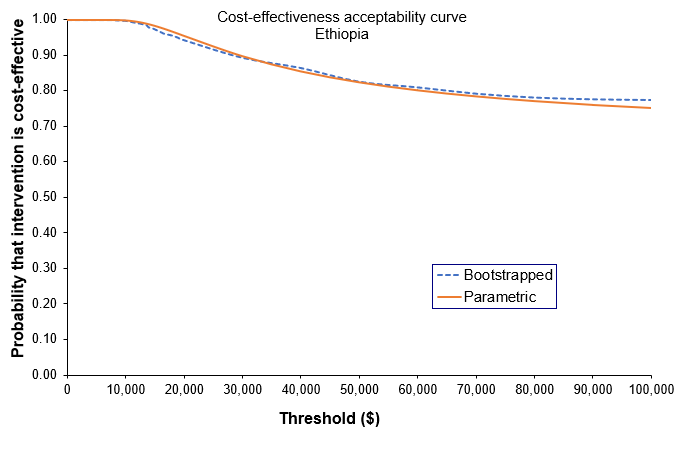 Cost-effectiveness acceptability curve
Ethiopia
Probability that intervention is cost-effective
1.00
0.90
0.80
0.70
0.60
0.50
0.40
0.30
0.20
0.10
0.00
Bootstrapped
Parametric
0 10,000 20,000 30,000 40,000 50,000 60,000 70,000 80,000 90,000 100,000
Threshold ($)